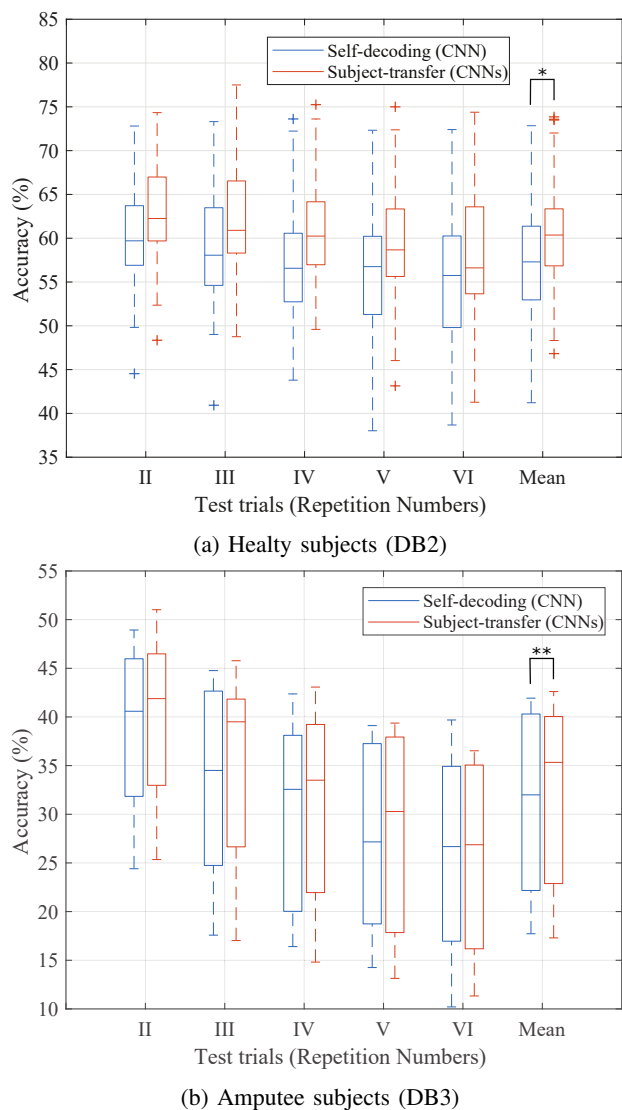 85
80
75
70
65
60
55
50
45
40
35
Accuracy (%)
Self-decoding (CNN)
Subject-transfer (CNNs)
*
II III IV V VI Mean
Test trials (Repetition Numbers)
(a) Healty subjects (DB2)
55
50
45
40
35
30
25
20
15
10
Accuracy (%)
Self-decoding (CNN)
Subject-transfer (CNNs)
**
II III IV V VI Mean
Test trials (Repetition Numbers)
(b) Amputee subjects (DB3)